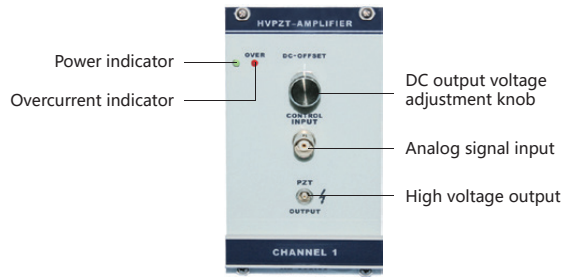 HVPZT-AMPLIFIER
Power indicator
OVER DC-OFFSET
Overcurrent indicator
DC output voltage
adjustment knob
CONTROL
INPUT
Analog signal input
PZT
High voltage output
OUTPUT
CHANNEL 1